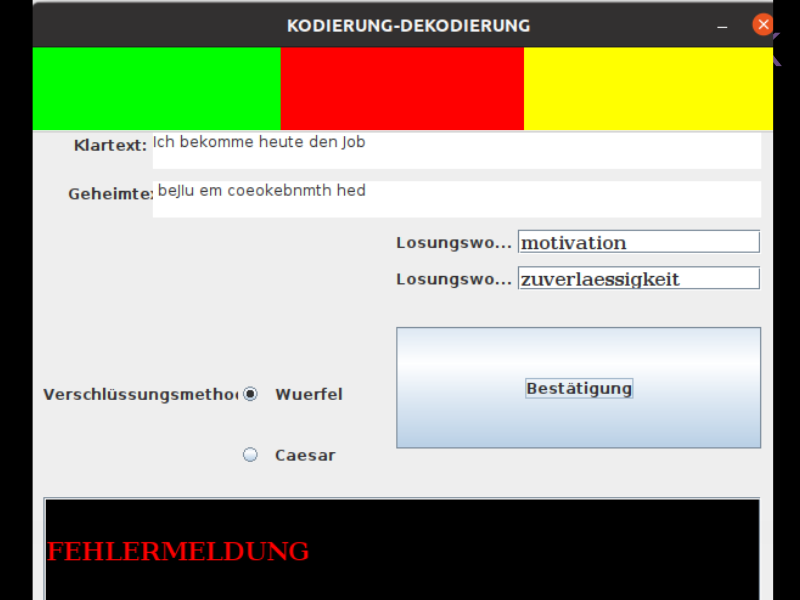 KODIERUNG-DEKODIERUNG
Klartext: Ich bekomme heute den Job
Geheimte: beJlu em coeokebnmth hed
Losungswo... motivation
Losungswo... zuverlaessigkeit
Bestätigung
Verschlüssungsmethod Wuerfel
Caesar
FEHLERMELDUNG